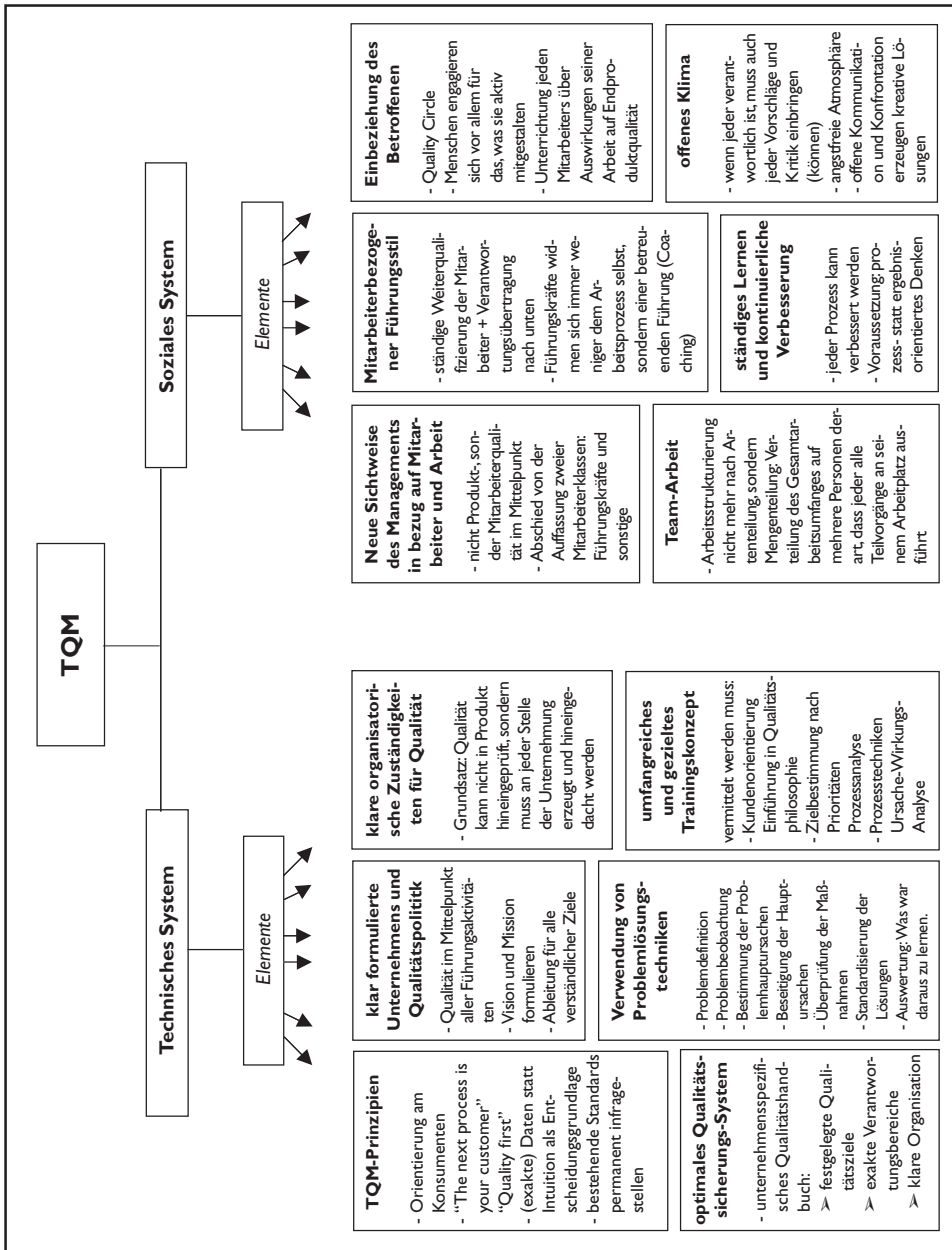 TQM
Technisches System
Soziales System
Elemente
Elemente
TQM-Prinzipien
- Orientierung am
Konsumenten
- “The next process is
your customer”
“Quality first”
- (exakte) Daten statt
Intuition als Ent-
scheidungsgrundlage
- bestehende Standards
permanent infrage-
stellen
klar formulierte
Unternehmens und
Qualitätspolititk
- Qualität im Mittelpunkt
aller Führungsaktivitä-
ten
- Vision und Mission
formulieren
- Ableitung für alle
verständlicher Ziele
klare organisatori-
sche Zuständigkei-
ten für Qualität
- Grundsatz: Qualität
kann nicht in Produkt
hineingeprüft, sondern
muss an jeder Stelle
der Unternehmung
erzeugt und hineinge-
dacht werden
optimales Qualitäts-
sicherungs-System
- unternehmensspezifi-
sches Qualitätshand-
buch:
➢ festgelegte Quali-
tätsziele
➢ exakte Verantwor-
tungsbereiche
➢ klare Organisation
Verwendung von
Problemlösungs-
techniken
- Problemdefinition
- Problembeobachtung
- Bestimmung der Prob-
lemhauptursachen
- Beseitigung der Haupt-
ursachen
- Überprüfung der Maß-
nahmen
- Standardisierung der
Lösungen
- Auswertung: Was war
daraus zu lernen.
umfangreiches
und gezieltes
Trainingskonzept
vermittelt werden muss:
- Kundenorientierung
Einführung in Qualitäts-
philosophie
- Zielbestimmung nach
Prioritäten
Prozessanalyse
- Prozesstechniken
Ursache-Wirkungs-
Analyse
Neue Sichtweise
des Managements
in bezug auf Mitar-
beiter und Arbeit
- nicht Produkt-, son-
der Mitarbeiterquali-
tät im Mittelpunkt
- Abschied von der
Auffassung zweier
Mitarbeiterklassen:
Führungskräfte und
sonstige
Mitarbeiterbezoge-
ner Führungsstil
- ständige Weiterquali-
fizierung der Mitar-
beiter + Verantwor-
tungsübertragung
nach unten
- Führungskräfte wid-
men sich immer we-
niger dem Ar-
beitsprozess selbst,
sondern einer betreu-
enden Führung (Coa-
ching)
Einbeziehung des
Betroffenen
- Quality Circle
- Menschen engagieren
sich vor allem für
das, was sie aktiv
mitgestalten
- Unterrichtung jeden
Mitarbeiters über
Auswirkungen seiner
Arbeit auf Endpro-
duktqualität
Team-Arbeit
- Arbeitsstrukturierung
nicht mehr nach Ar-
tenteilung, sondern
Mengenteilung: Ver-
teilung des Gesamtar-
beitsumfanges auf
mehrere Personen der-
art, dass jeder alle
Teilvorgänge an sei-
nem Arbeitplatz aus-
führt
ständiges Lernen
und kontinuierliche
Verbesserung
- jeder Prozess kann
verbessert werden
- Voraussetzung: pro-
zess- statt ergebnis-
orientiertes Denken
offenes Klima
- wenn jeder verant-
wortlich ist, muss auch
jeder Vorschläge und
Kritik einbringen
(können)
- angstfreie Atmosphäre
- offene Kommunikati-
on und Konfrontation
erzeugen kreative Lö-
sungen